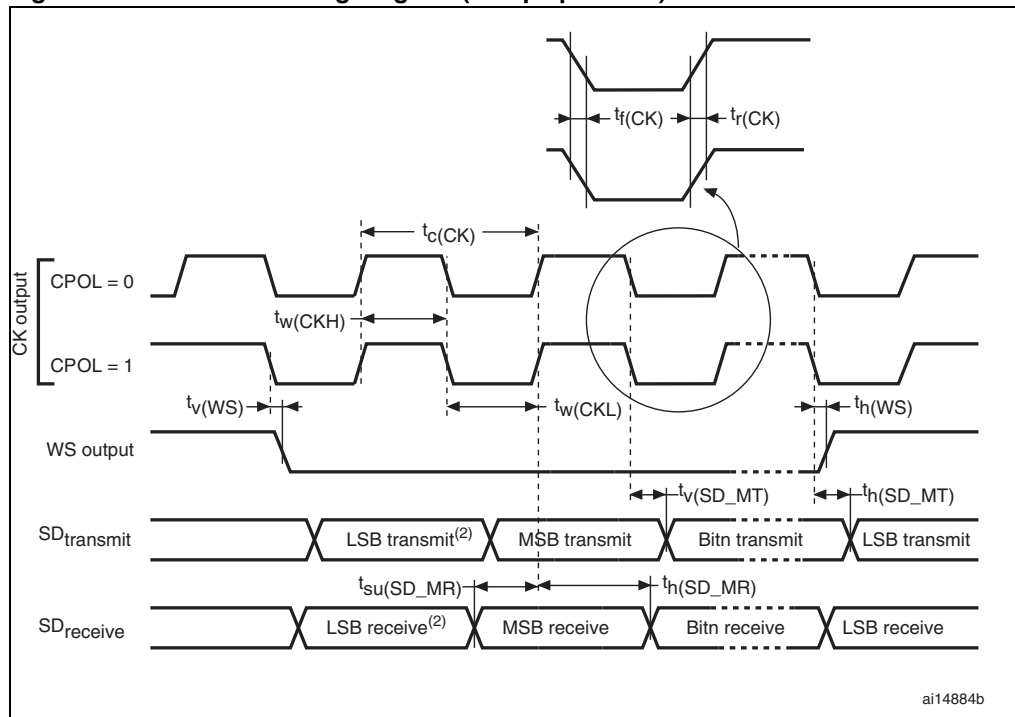 tf(CK)
tr(CK)
tc(CK)
CK output
CPOL = 0
tw(CKH)
CPOL = 1
tv(WS)
tw(CKL)
th(WS)
WS output
tv(SD_MT)
th(SD_MT)
SDtransmit
LSB transmit(2)
MSB transmit
Bitn transmit
LSB transmit
tsu(SD_MR)
th(SD_MR)
SDreceive
LSB receive(2)
MSB receive
Bitn receive
LSB receive
ai14884b